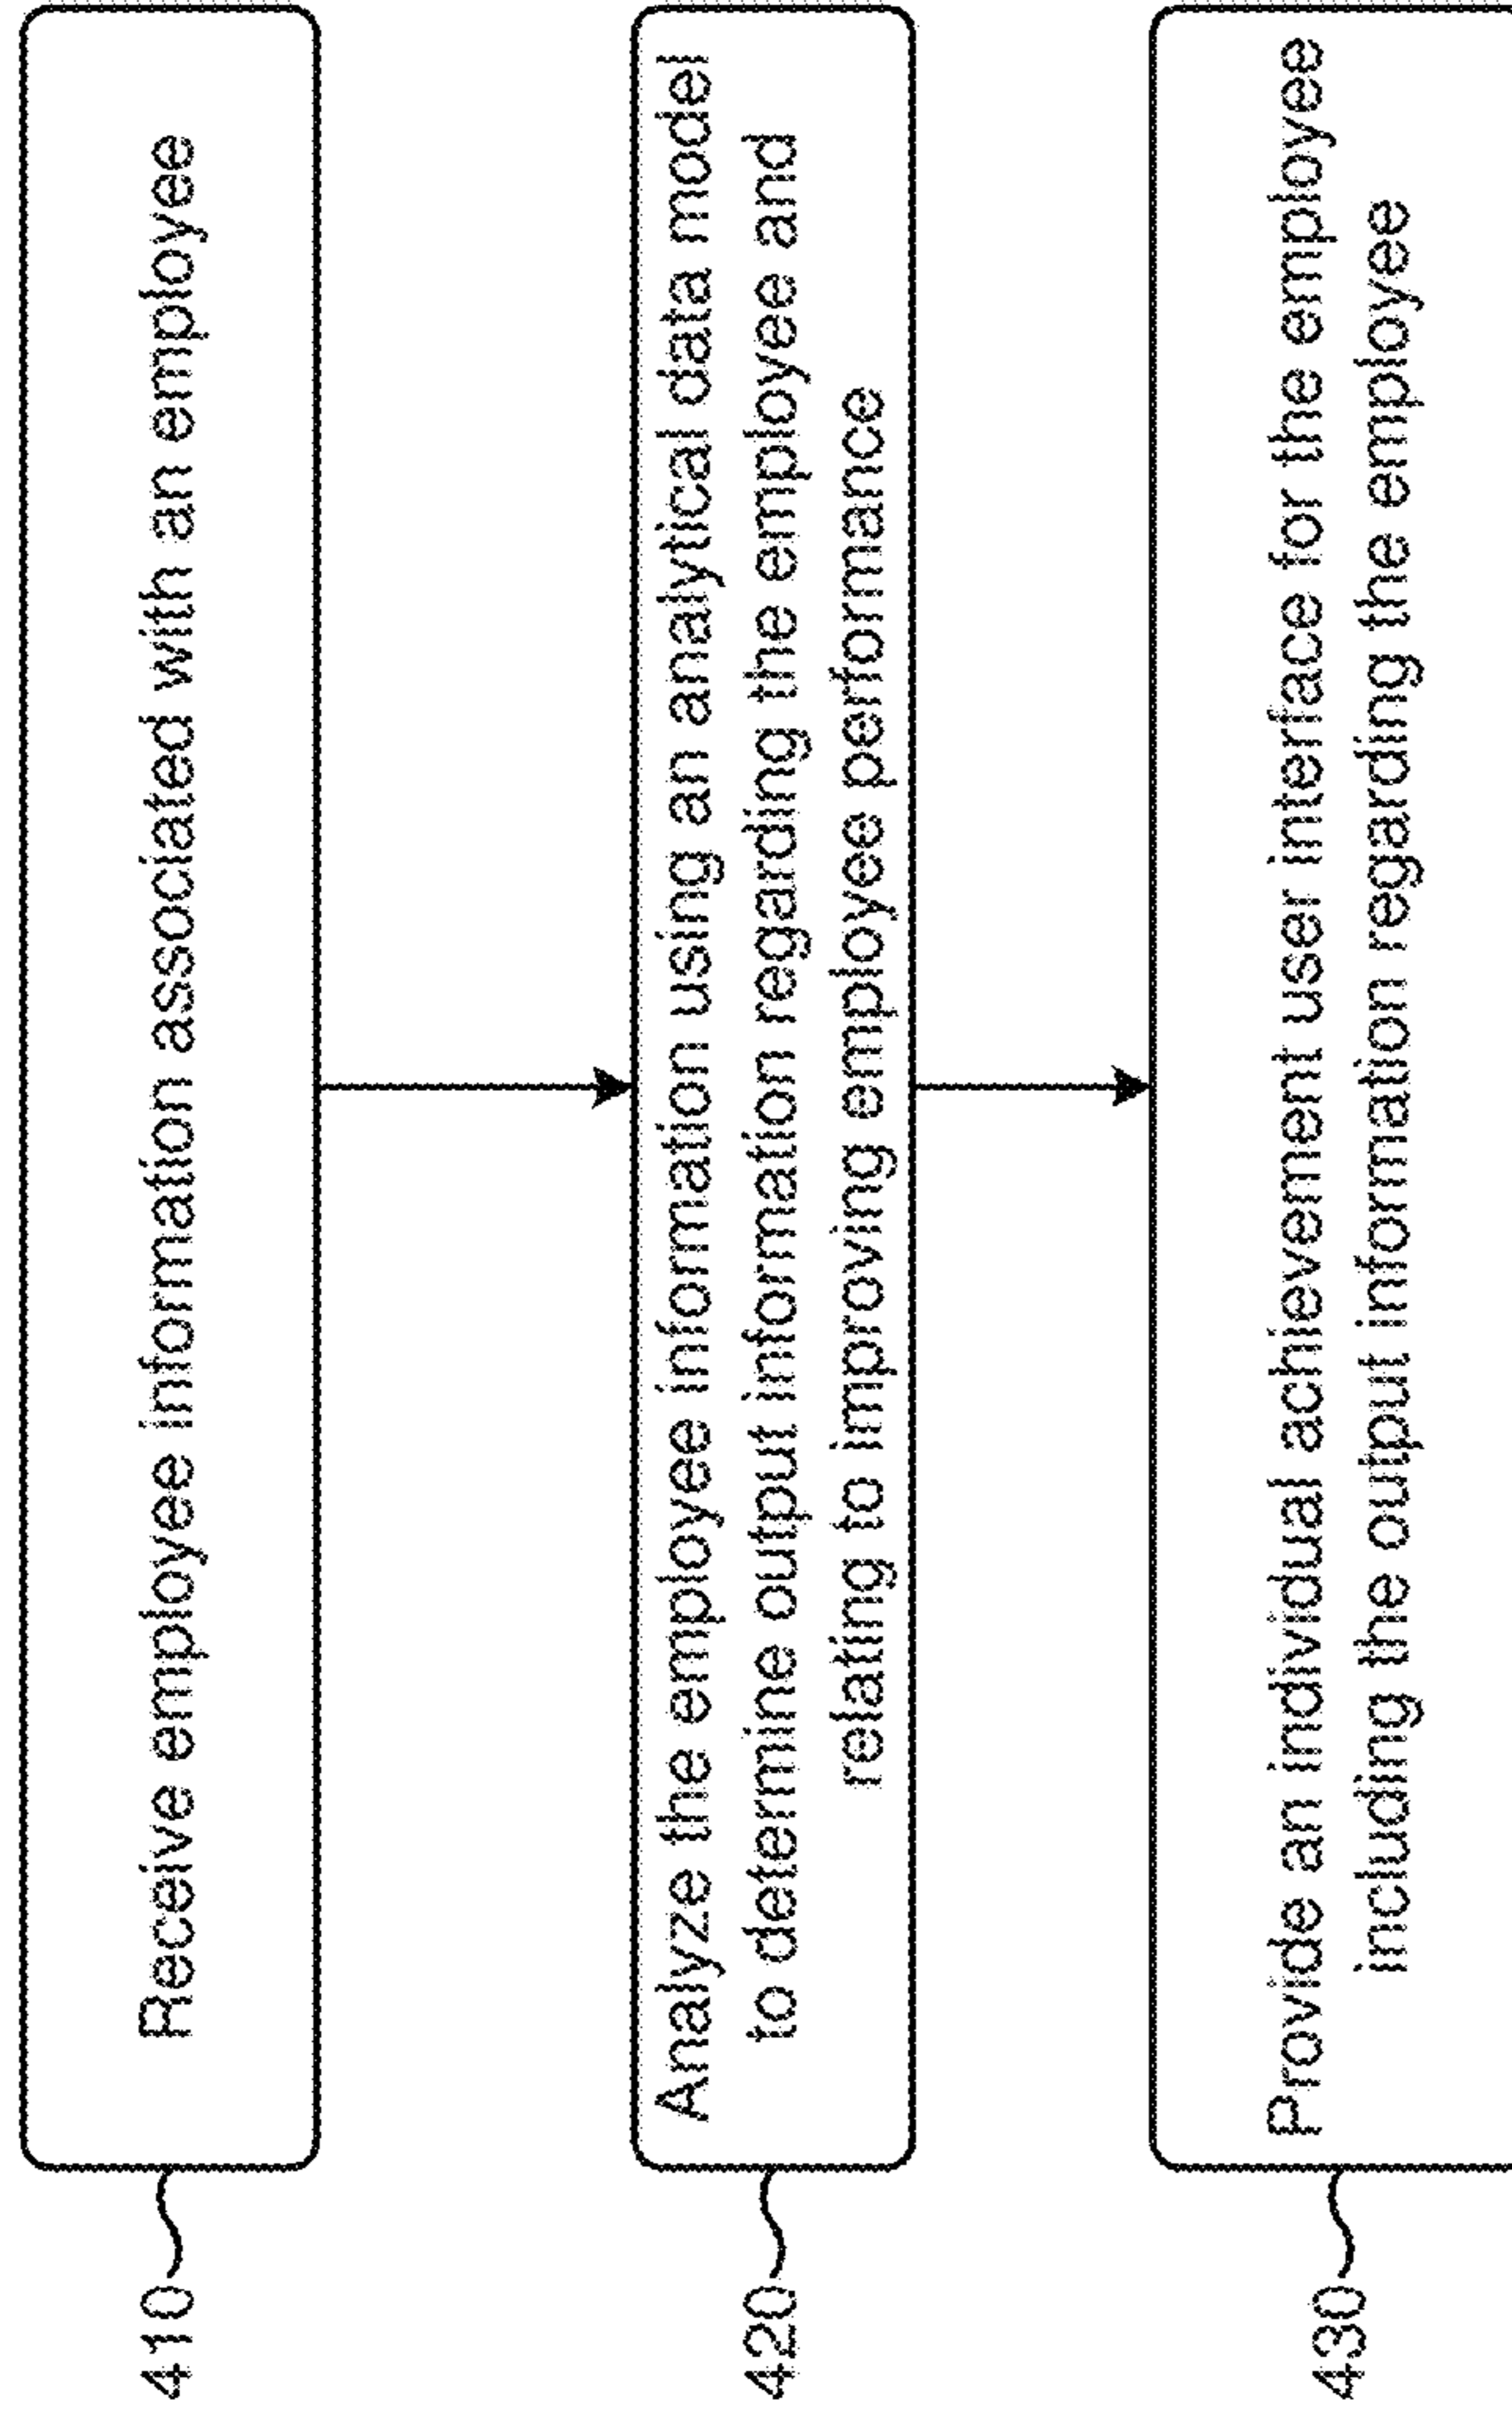 410
Receive employee information associated with an employee
420
Analyze the employee information using an analytical data model
to determine output information regarding the employee and
relating to improving employee performance
430
Provide an individual achievement user interface for the employee
including the output information regarding the employee